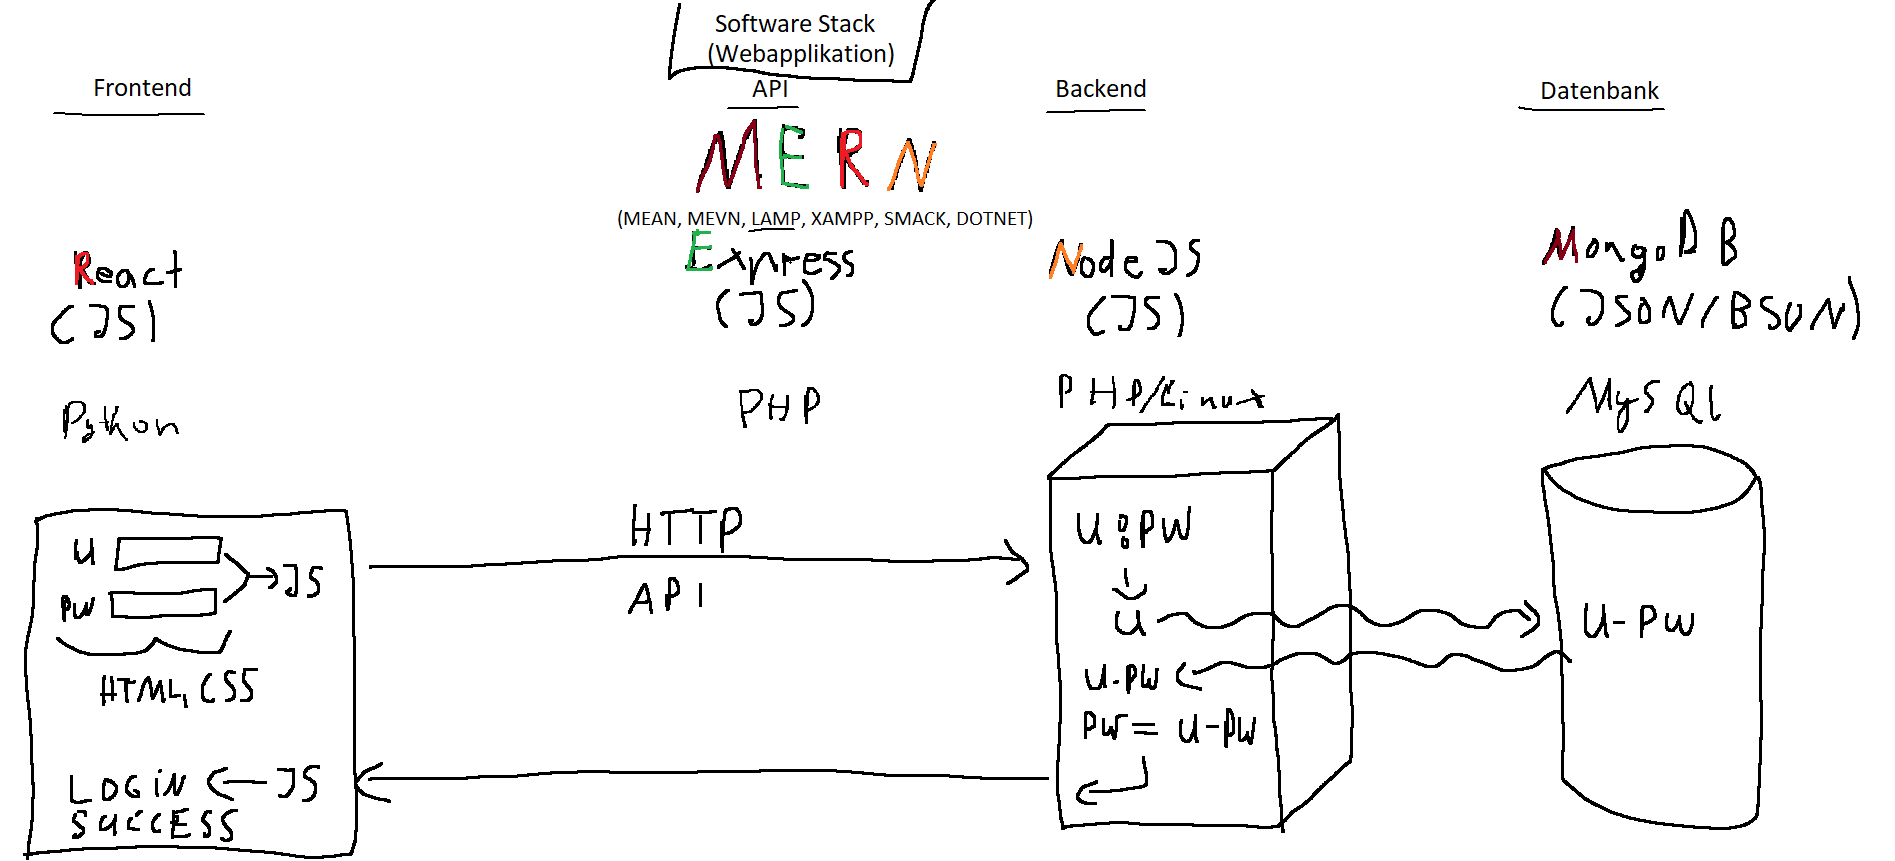 Software Stack
(Webapplikation)
Frontend
API
Backend
Datenbank
MERN
(MEAN, MEVN, LAMP, XAMPP, SMACK, DOTNET)
React
(JS)
Express
(JS)
NodeJS
(JS)
MongoDB
(JSON/BSON)
Python
PHP
PHP/Linux
MySQL
U
PW
JS
HTML, CSS
LOGIN
SUCCESS
JS
HTTP
API
U:PW
U
U-PW
PW = U-PW
U-PW